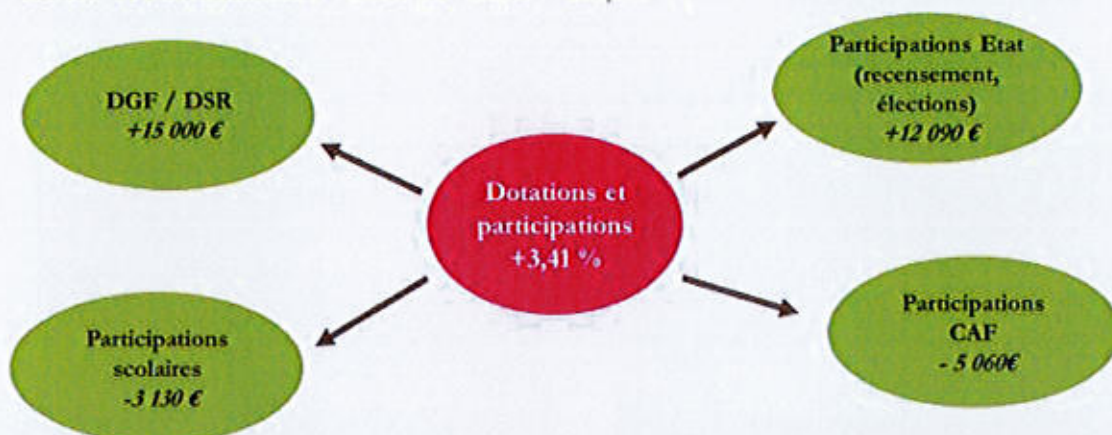 DGF / DSR
+15 000 €
Participations Etat
(recensement,
élections)
+12 090 €
Dotations et
participations
+3,41 %
Participations
scolaires
-3 130 €
Participations
CAF
- 5 060€